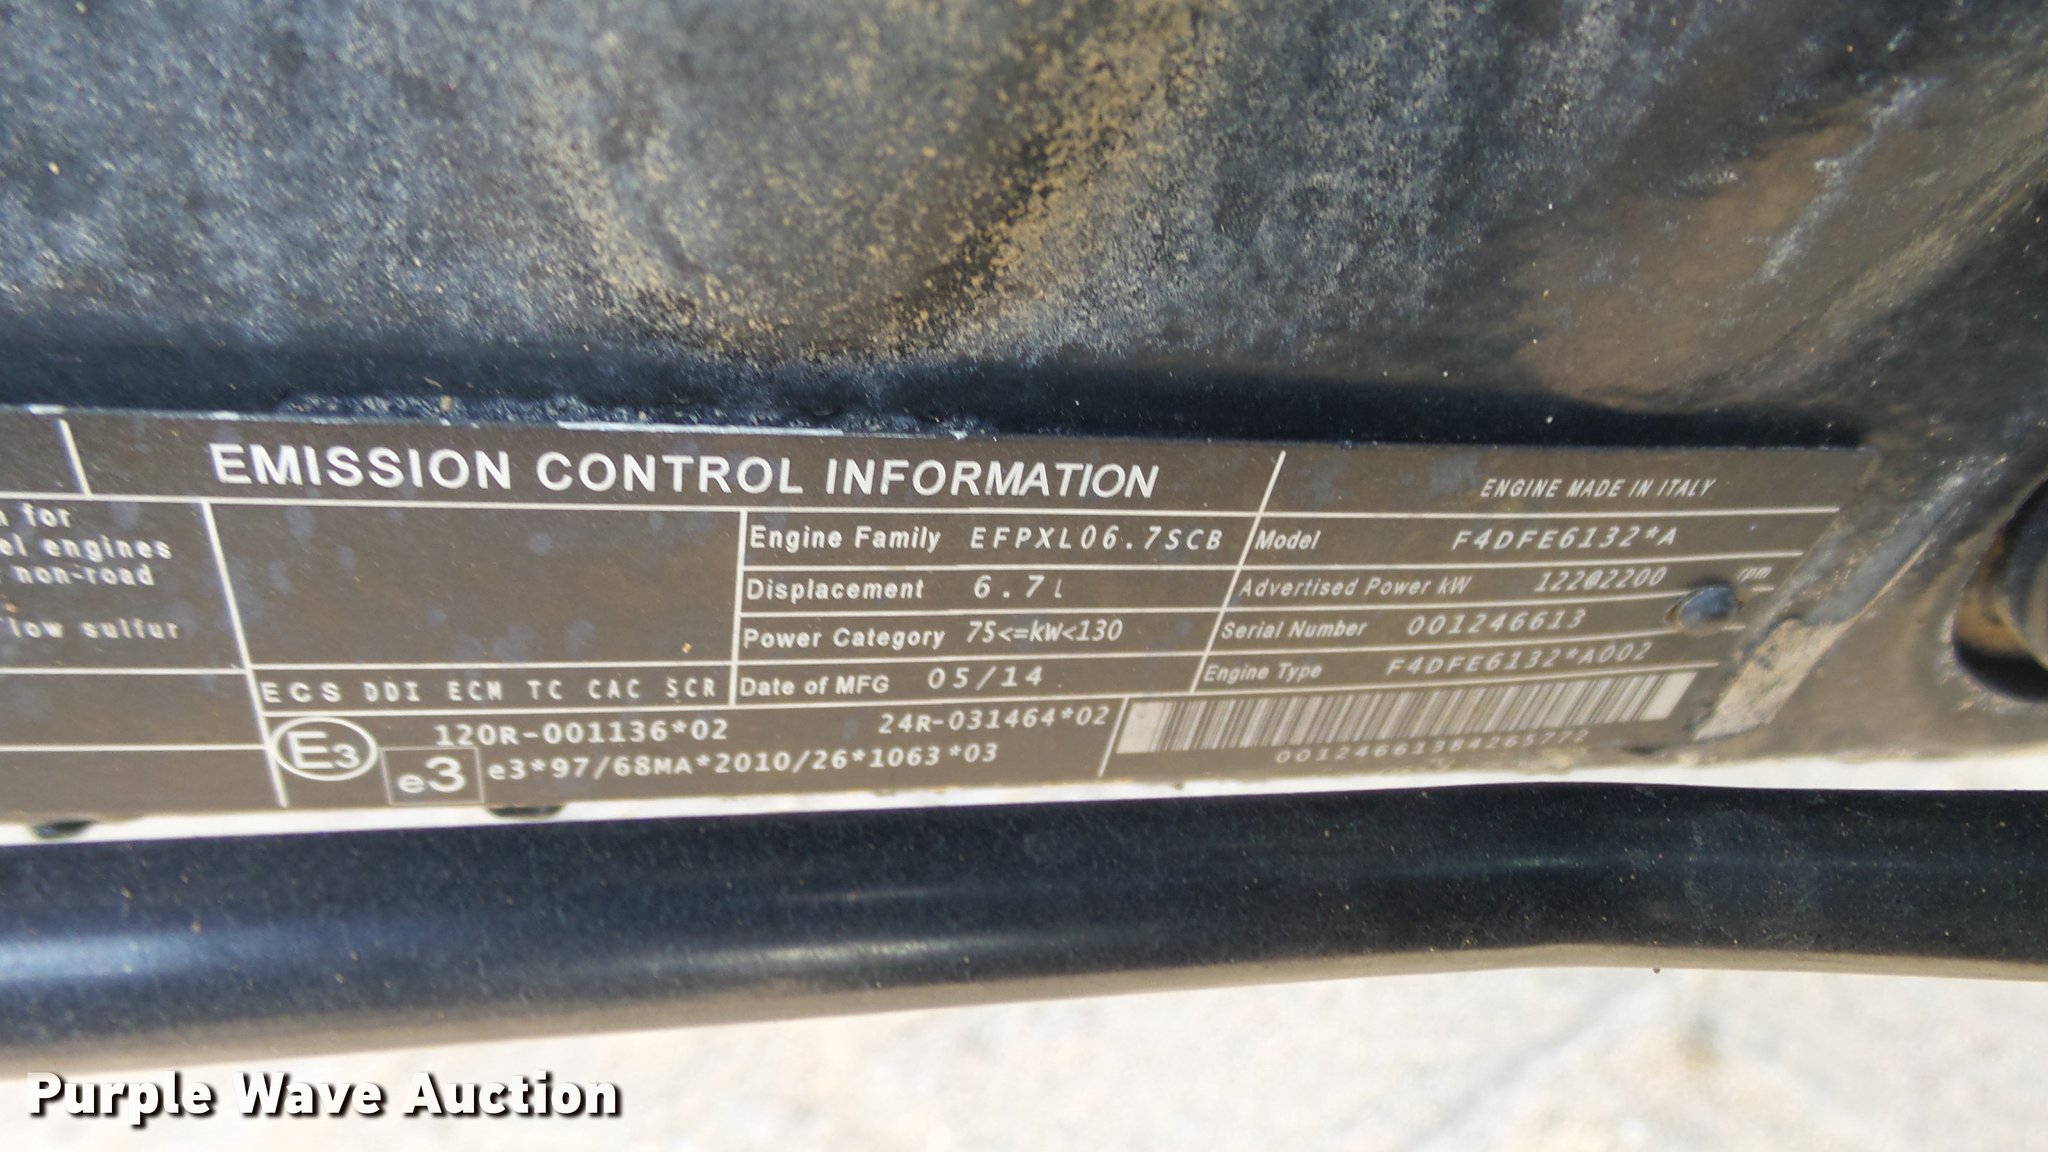 EMISSION CONTROL INFORMATION
ENGINE MADE IN ITALY
for
engines
non-road
low sulfur
Engine Family EFPXL06.7SCB
Displacement 6.7 l
Power Category 75<=kW<130
Date of MFG 05/14
Model F4DFE6132*A
Advertised Power kW 122@2200 rpm
Serial Number 001246613
Engine Type F4DFE6132*A002
ECS DDI ECM TC CAC SCR
E3 120R-001136*02 24R-031464*02
e3 e3*97/68MA*2010/26*1063*03
00124661384265772
Purple Wave Auction